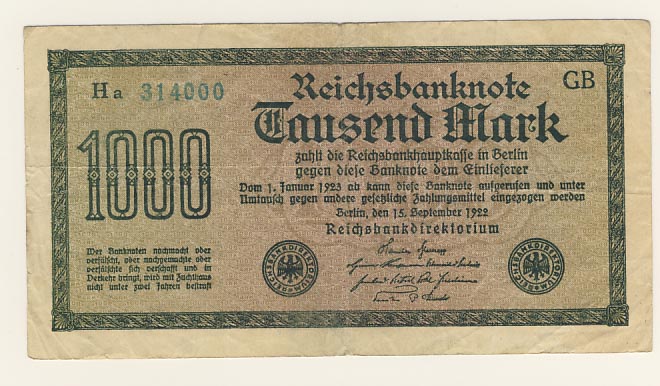 Ha 314000
Reichsbanknote
GB
Tausend Mark
1000
zahlt die Reichsbankhauptkasse in Berlin
gegen diese Banknote dem Einlieferer
Vom 1. Januar 1923 ab kann diese Banknote aufgerufen und unter
Umtausch gegen andere gesetzliche Zahlungsmittel eingezogen werden
Berlin, den 15. September 1922
Reichsbankdirektorium
Wer Banknoten nachmacht oder
verfälscht, oder nachgemachte oder
verfälschte sich verschafft und in
Verkehr bringt, wird mit Zuchthaus
nicht unter zwei Jahren bestraft
REICHSBANKDIREKTORIUM
REICHSBANKDIREKTORIUM